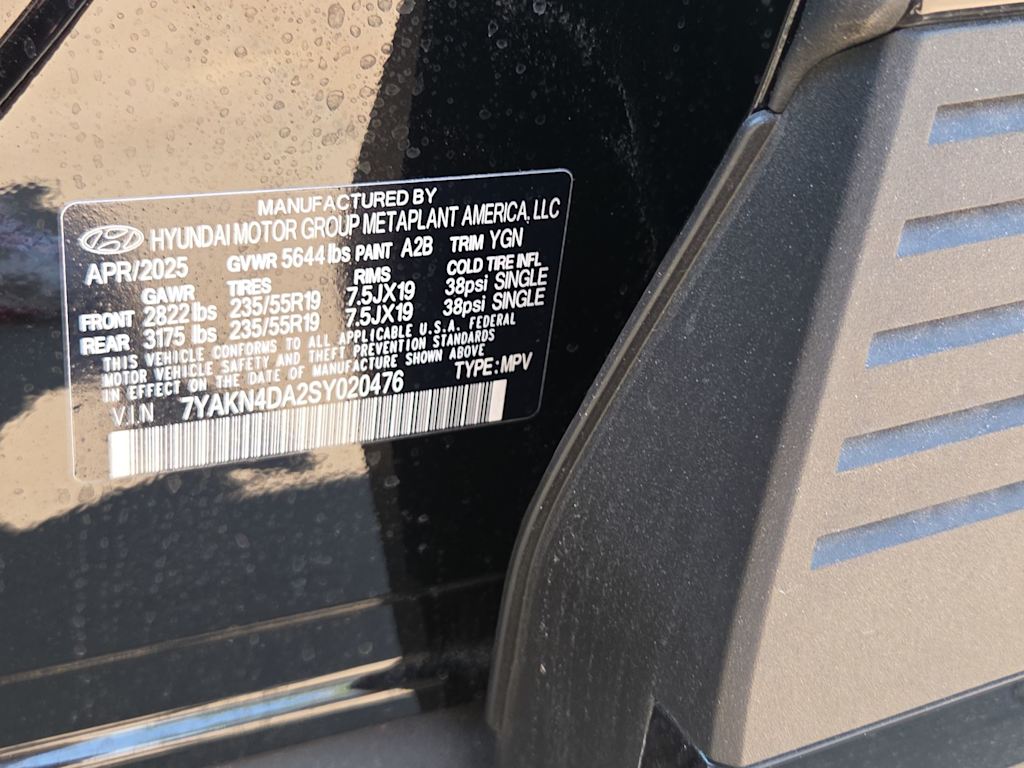 MANUFACTURED BY
HYUNDAI MOTOR GROUP METAPLANT AMERICA, LLC
APR/2025 GVWR 5644 lbs PAINT A2B TRIM YGN
GAWR TIRES RIMS COLD TIRE INFL
FRONT 2822 lbs 235/55R19 7.5JX19 38psi SINGLE
REAR 3175 lbs 235/55R19 7.5JX19 38psi SINGLE
THIS VEHICLE CONFORMS TO ALL APPLICABLE U.S.A. FEDERAL
MOTOR VEHICLE SAFETY AND THEFT PREVENTION STANDARDS
IN EFFECT ON THE DATE OF MANUFACTURE SHOWN ABOVE
V.I.N 7YAKN4DA2SY020476 TYPE:MPV